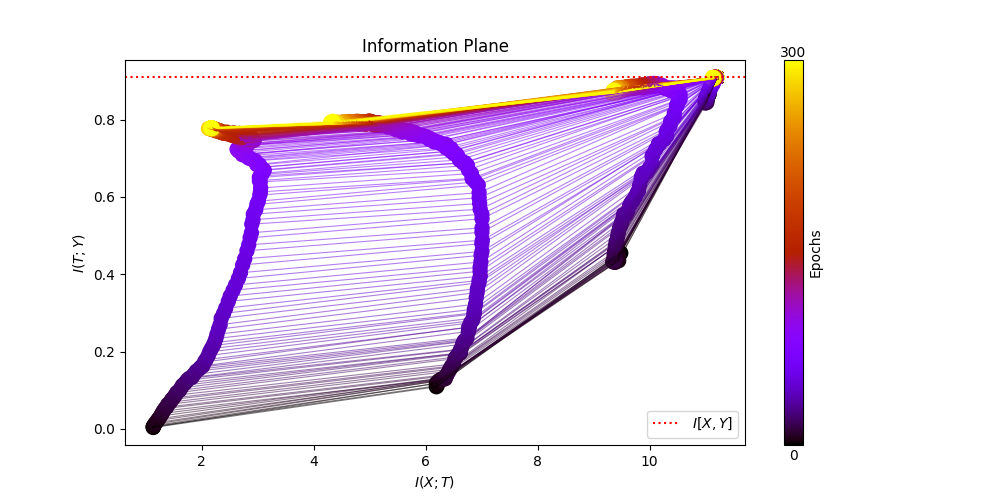 Information Plane
300
0.8
0.6
0.4
0.2
0.0
I(T; Y)
2
4
6
8
10
I(X; T)
I[X, Y]
Epochs
0